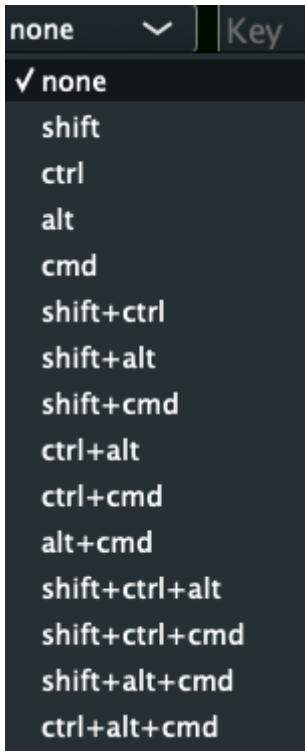 none Key
✓ none
shift
ctrl
alt
cmd
shift+ctrl
shift+alt
shift+cmd
ctrl+alt
ctrl+cmd
alt+cmd
shift+ctrl+alt
shift+ctrl+cmd
shift+alt+cmd
ctrl+alt+cmd